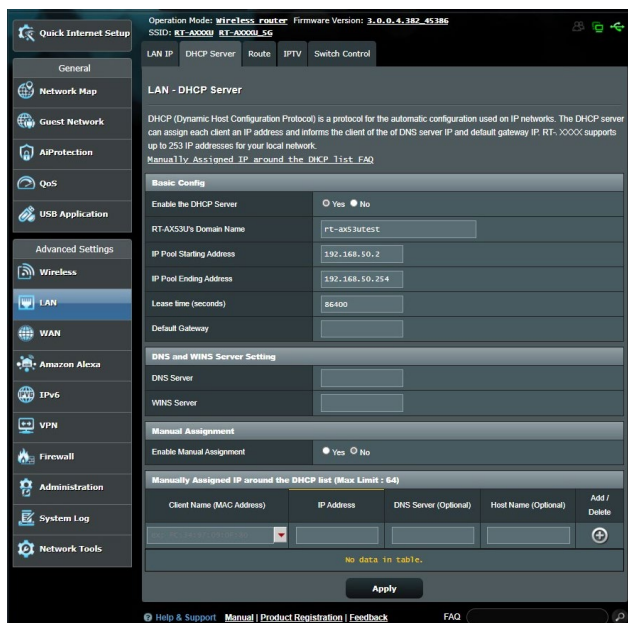 Quick Internet Setup
General
Network Map
Guest Network
AiProtection
QoS
USB Application
Advanced Settings
Wireless
LAN
WAN
Amazon Alexa
IPv6
VPN
Firewall
Administration
System Log
Network Tools
Operation Mode: Wireless router Firmware Version: 3.0.0.4.382_45386
SSID: RT-AXXXU RT-AXXXU_5G
LAN IP DHCP Server Route IPTV Switch Control
LAN - DHCP Server
DHCP (Dynamic Host Configuration Protocol) is a protocol for the automatic configuration used on IP networks. The DHCP server
can assign each client an IP address and informs the client of the of DNS server IP and default gateway IP. RT-. XXXX supports
up to 253 IP addresses for your local network.
Manually Assigned IP around the DHCP list FAQ
Basic Config
Enable the DHCP Server Yes No
RT-AX53U's Domain Name rt-ax53utest
IP Pool Starting Address 192.168.50.2
IP Pool Ending Address 192.168.50.254
Lease time (seconds) 86400
Default Gateway
DNS and WINS Server Setting
DNS Server
WINS Server
Manual Assignment
Enable Manual Assignment Yes No
Manually Assigned IP around the DHCP list (Max Limit : 64)
Client Name (MAC Address) IP Address DNS Server (Optional) Host Name (Optional) Add / Delete
No data in table.
Apply
Help & Support Manual | Product Registration | Feedback FAQ